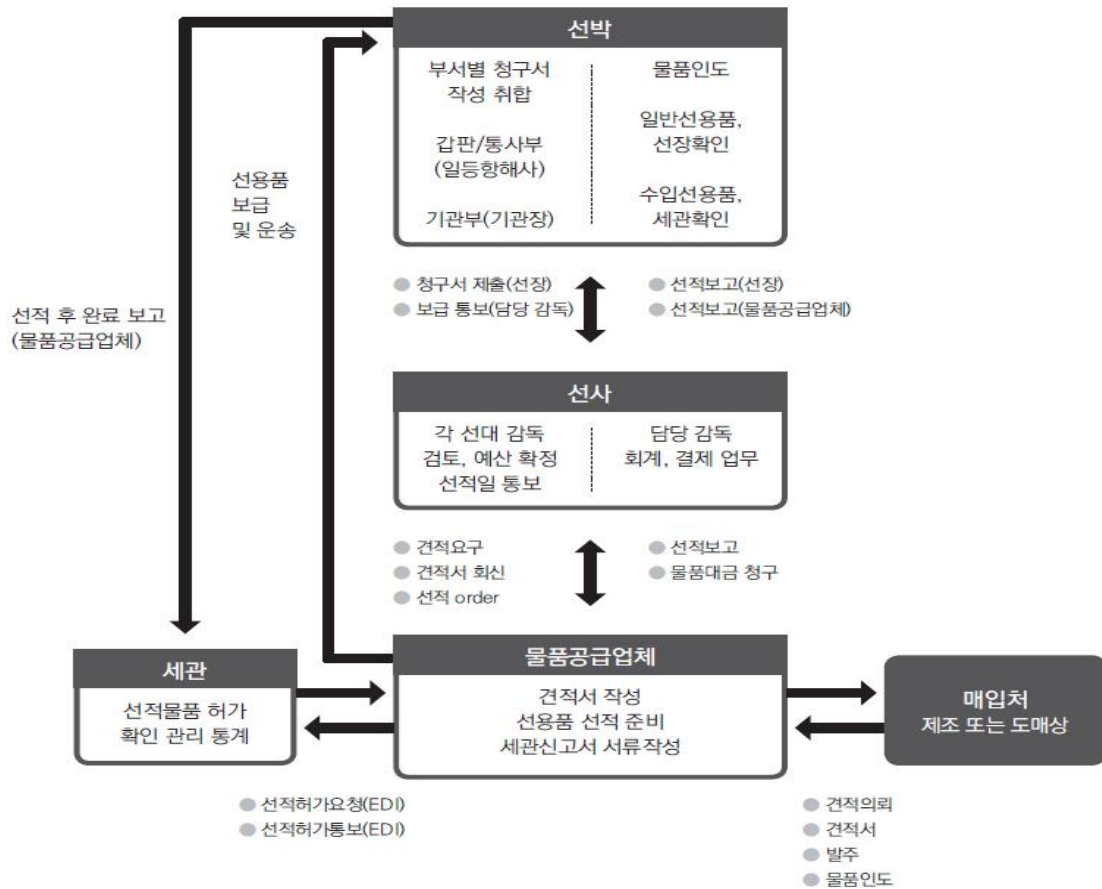 선박
부서별 청구서
작성 취합
갑판/통사부
(일등항해사)
기관부(기관장)
물품인도
일반선용품,
선장확인
수입선용품,
세관확인
선용품
보급
및 운송
선적 후 완료 보고
(물품공급업체)
청구서 제출(선장)
보급 통보(담당 감독)
선적보고(선장)
선적보고(물품공급업체)
선사
각 선대 감독
검토, 예산 확정
선적일 통보
담당 감독
회계, 결제 업무
견적요구
견적서 회신
선적 order
선적보고
물품대금 청구
세관
선적물품 허가
확인 관리 통계
물품공급업체
견적서 작성
선용품 선적 준비
세관신고서 서류작성
매입처
제조 또는 도매상
선적허가요청(EDI)
선적허가통보(EDI)
견적의뢰
견적서
발주
물품인도